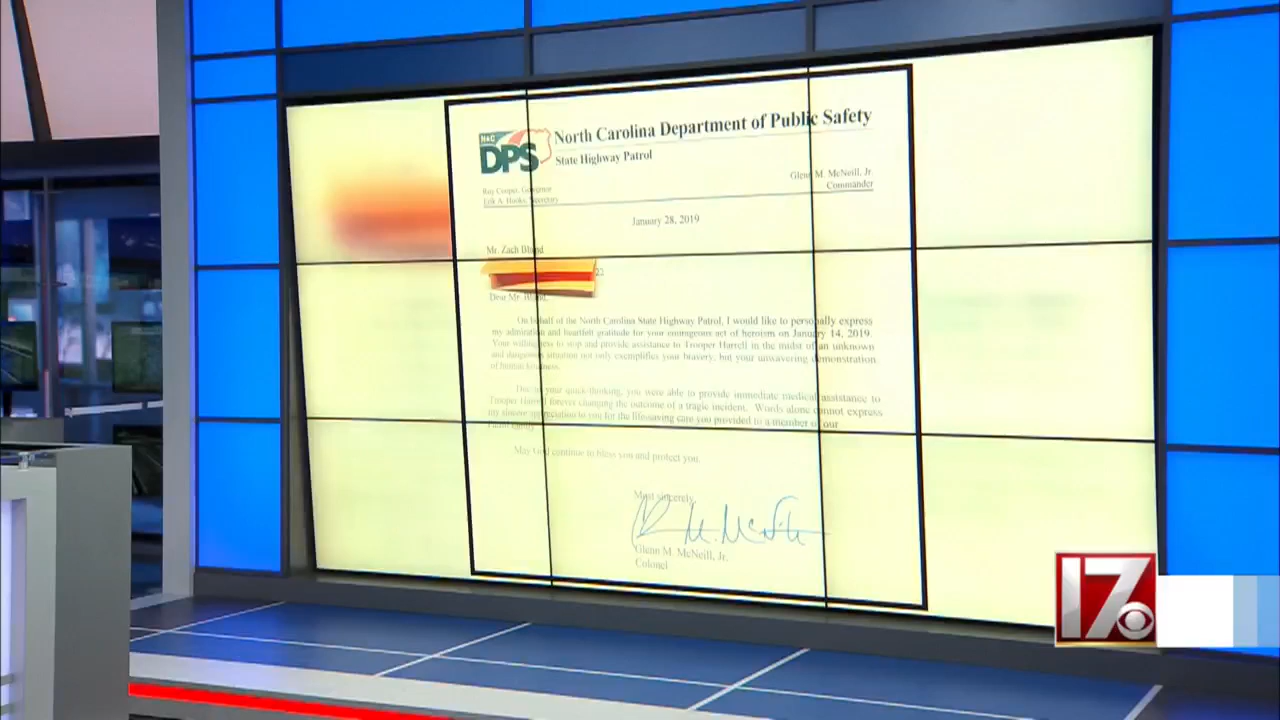 N&C
DPS
North Carolina Department of Public Safety
State Highway Patrol
Roy Cooper, Governor
Erik A. Hooks, Secretary
Glenn M. McNeill, Jr.
Commander
January 28, 2019
Mr. Zach Bland
22
Dear Mr. Bland,
On behalf of the North Carolina State Highway Patrol, I would like to personally express
my admiration and heartfelt gratitude for your courageous act of heroism on January 14, 2019.
Your willingness to stop and provide assistance to Trooper Harrell in the midst of an unknown
and dangerous situation not only exemplifies your bravery, but your unwavering demonstration
of human kindness.
Due to your quick thinking, you were able to provide immediate medical assistance to
Trooper Harrell forever changing the outcome of a tragic incident. Words alone cannot express
my sincere appreciation to you for the lifesaving care you provided to a member of our
Patrol family.
May God continue to bless you and protect you.
Most sincerely,
Glenn M. McNeill, Jr.
Colonel
17